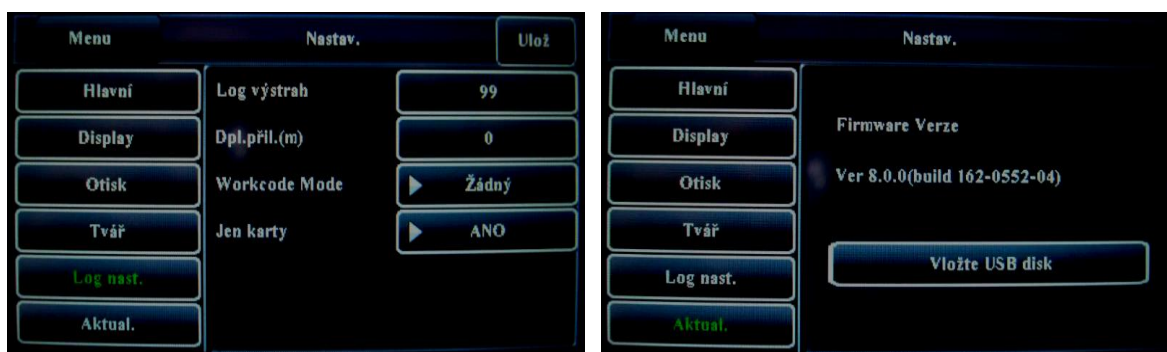 Menu Nastav. Ulož
Hlavní Log výstrah 99
Display Dpl.přil.(m) 0
Otisk Workcode Mode Žádný
Tvář Jen karty ANO
Log nast.
Aktual.
Menu Nastav.
Hlavní
Firmware Verze
Display
Ver 8.0.0(build 162-0552-04)
Otisk
Tvář
Vložte USB disk
Log nast.
Aktual.